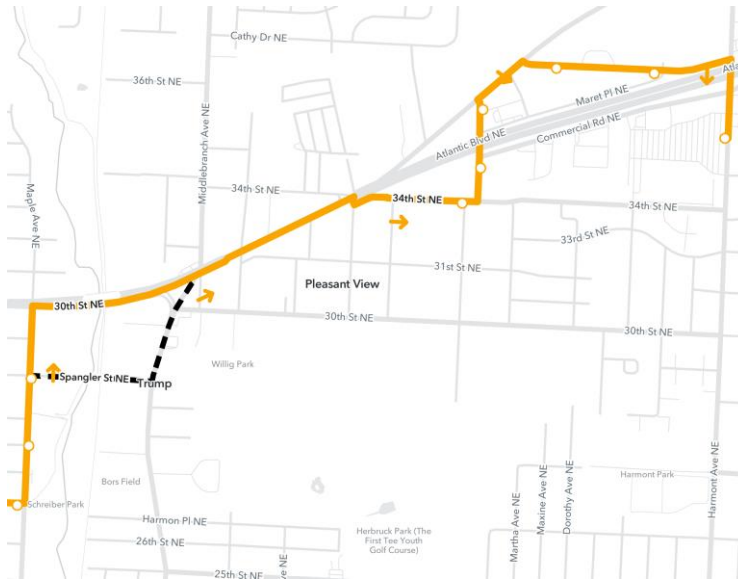 Cathy Dr NE
36th St NE
Middlebranch Ave NE
Maret Pl NE
Atla
Atlantic Blvd NE
Commercial Rd NE
Maple Ave NE
34th St NE
34th St NE
34th St NE
33rd St NE
31st St NE
Pleasant View
30th St NE
30th St NE
30th St NE
Willig Park
Spangler St NE
Trump
Bors Field
Schreiber Park
Harmon Pl NE
26th St NE
25th St NE
ve NE
Herbruck Park (The
First Tee Youth
Golf Course)
Martha Ave NE
Maxine Ave NE
Dorothy Ave NE
Harmont Park
Harmont Ave NE